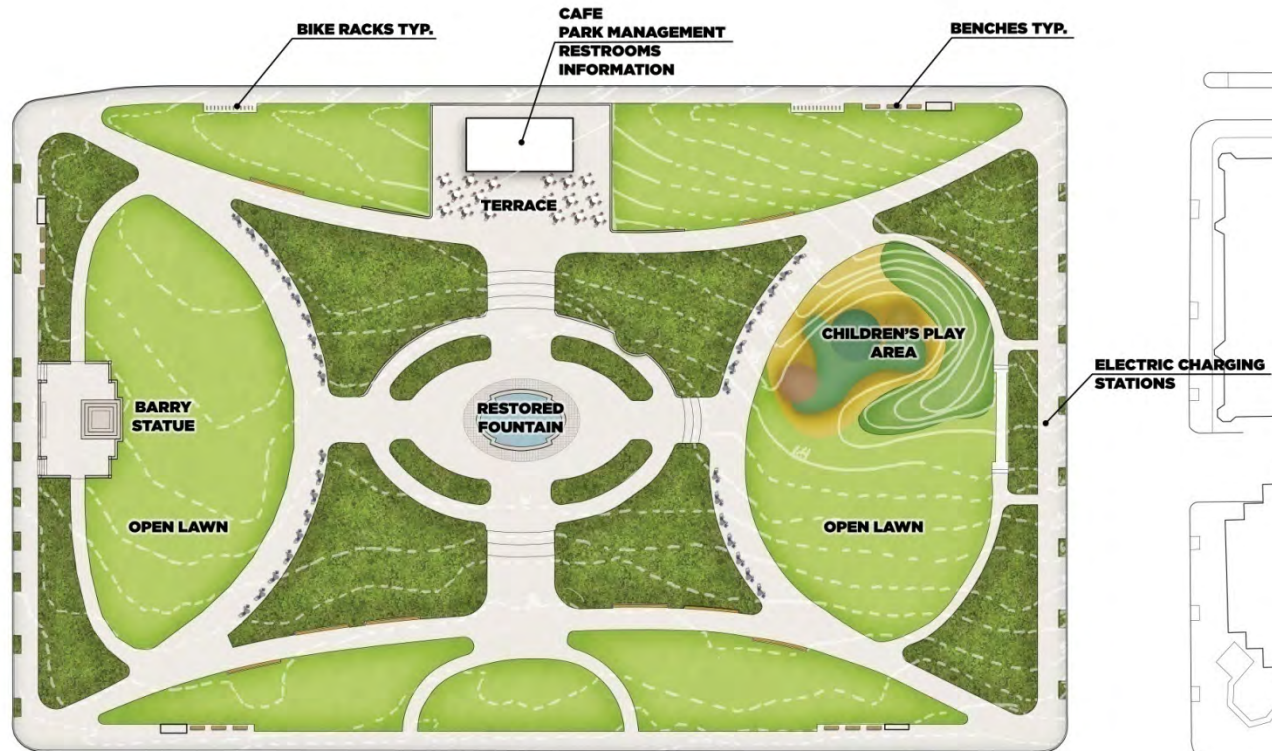 BIKE RACKS TYP.
CAFE
PARK MANAGEMENT
RESTROOMS
INFORMATION
BENCHES TYP.
TERRACE
CHILDREN'S PLAY
AREA
ELECTRIC CHARGING
STATIONS
BARRY
STATUE
RESTORED
FOUNTAIN
OPEN LAWN
OPEN LAWN
64